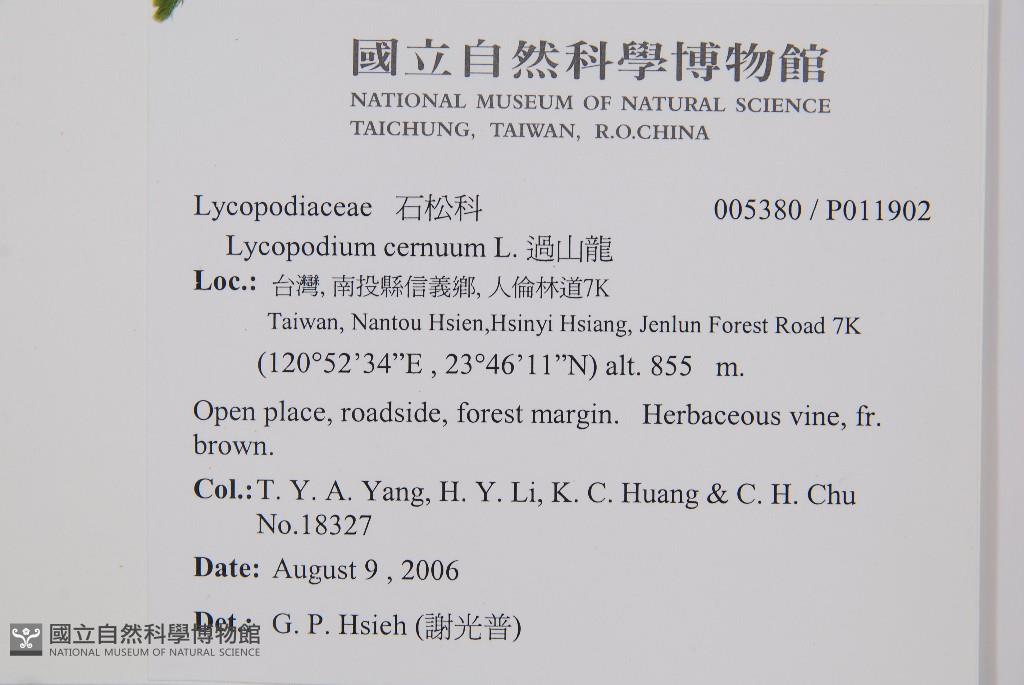 國立自然科學博物館
NATIONAL MUSEUM OF NATURAL SCIENCE
TAICHUNG, TAIWAN, R.O.CHINA
Lycopodiaceae 石松科 005380 / P011902
Lycopodium cernuum L. 過山龍
Loc.: 台灣, 南投縣信義鄉, 人倫林道7K
Taiwan, Nantou Hsien,Hsinyi Hsiang, Jenlun Forest Road 7K
(120°52’34”E , 23°46’11”N) alt. 855 m.
Open place, roadside, forest margin. Herbaceous vine, fr.
brown.
Col.: T. Y. A. Yang, H. Y. Li, K. C. Huang & C. H. Chu
No.18327
Date: August 9 , 2006
Det.: G. P. Hsieh (謝光普)
國立自然科學博物館
NATIONAL MUSEUM OF NATURAL SCIENCE